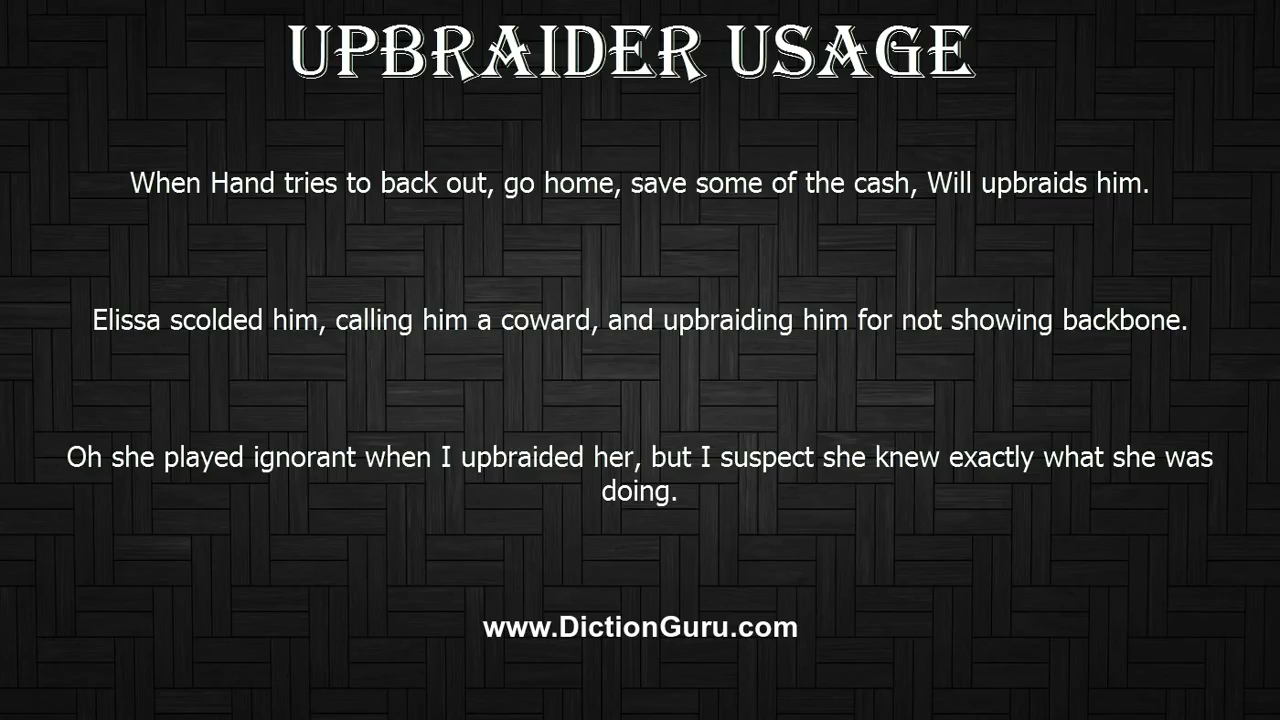 UPBRAIDER USAGE
When Hand tries to back out, go home, save some of the cash, Will upbraids him.
Elissa scolded him, calling him a coward, and upbraiding him for not showing backbone.
Oh she played ignorant when I upbraided her, but I suspect she knew exactly what she was
doing.
www.DictionGuru.com